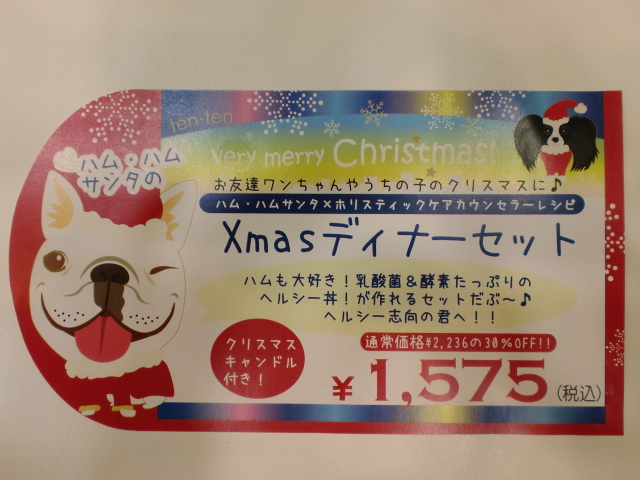 ten-ten
very merry Christmas!
ハム・ハム
サンタの
お友達ワンちゃんやうちの子のクリスマスに♪
ハム・ハムサンタ×ホリスティックケアカウンセラーレシピ
Xmasディナーセット
ハムも大好き!乳酸菌&酵素たっぷりの
ヘルシー丼!が作れるセットだぶ〜♪
ヘルシー志向の君へ!!
クリスマス
キャンドル
付き!
通常価格¥2,236の30%OFF!!
¥1,575(税込)